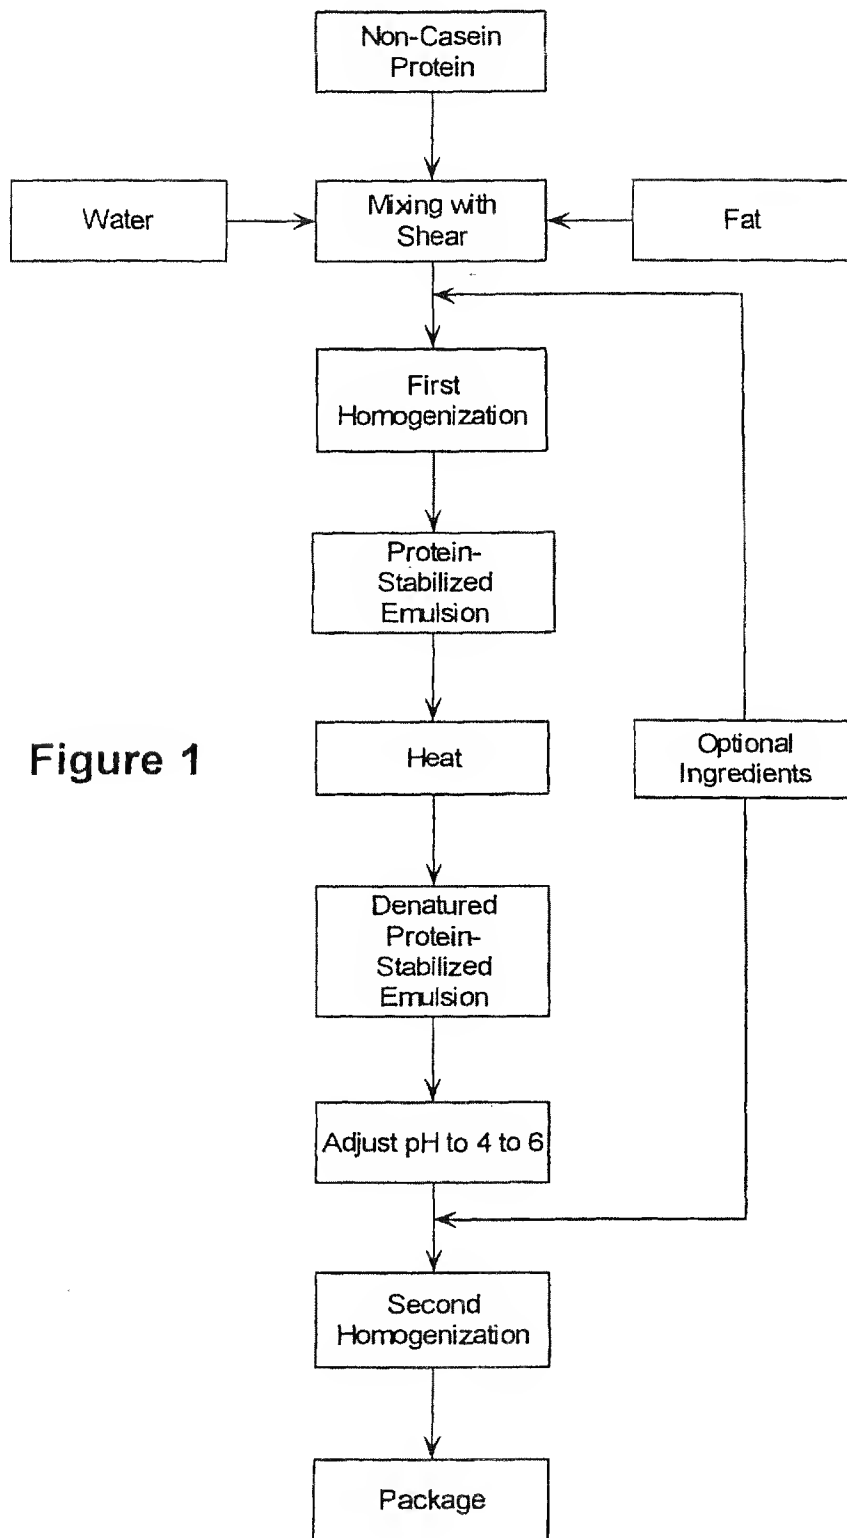 Non-Casein
Protein
Water
Mixing with
Shear
Fat
First
Homogenization
Protein-
Stabilized
Emulsion
Figure 1
Heat
Optional
Ingredients
Denatured
Protein-
Stabilized
Emulsion
Adjust pH to 4 to 6
Second
Homogenization
Package